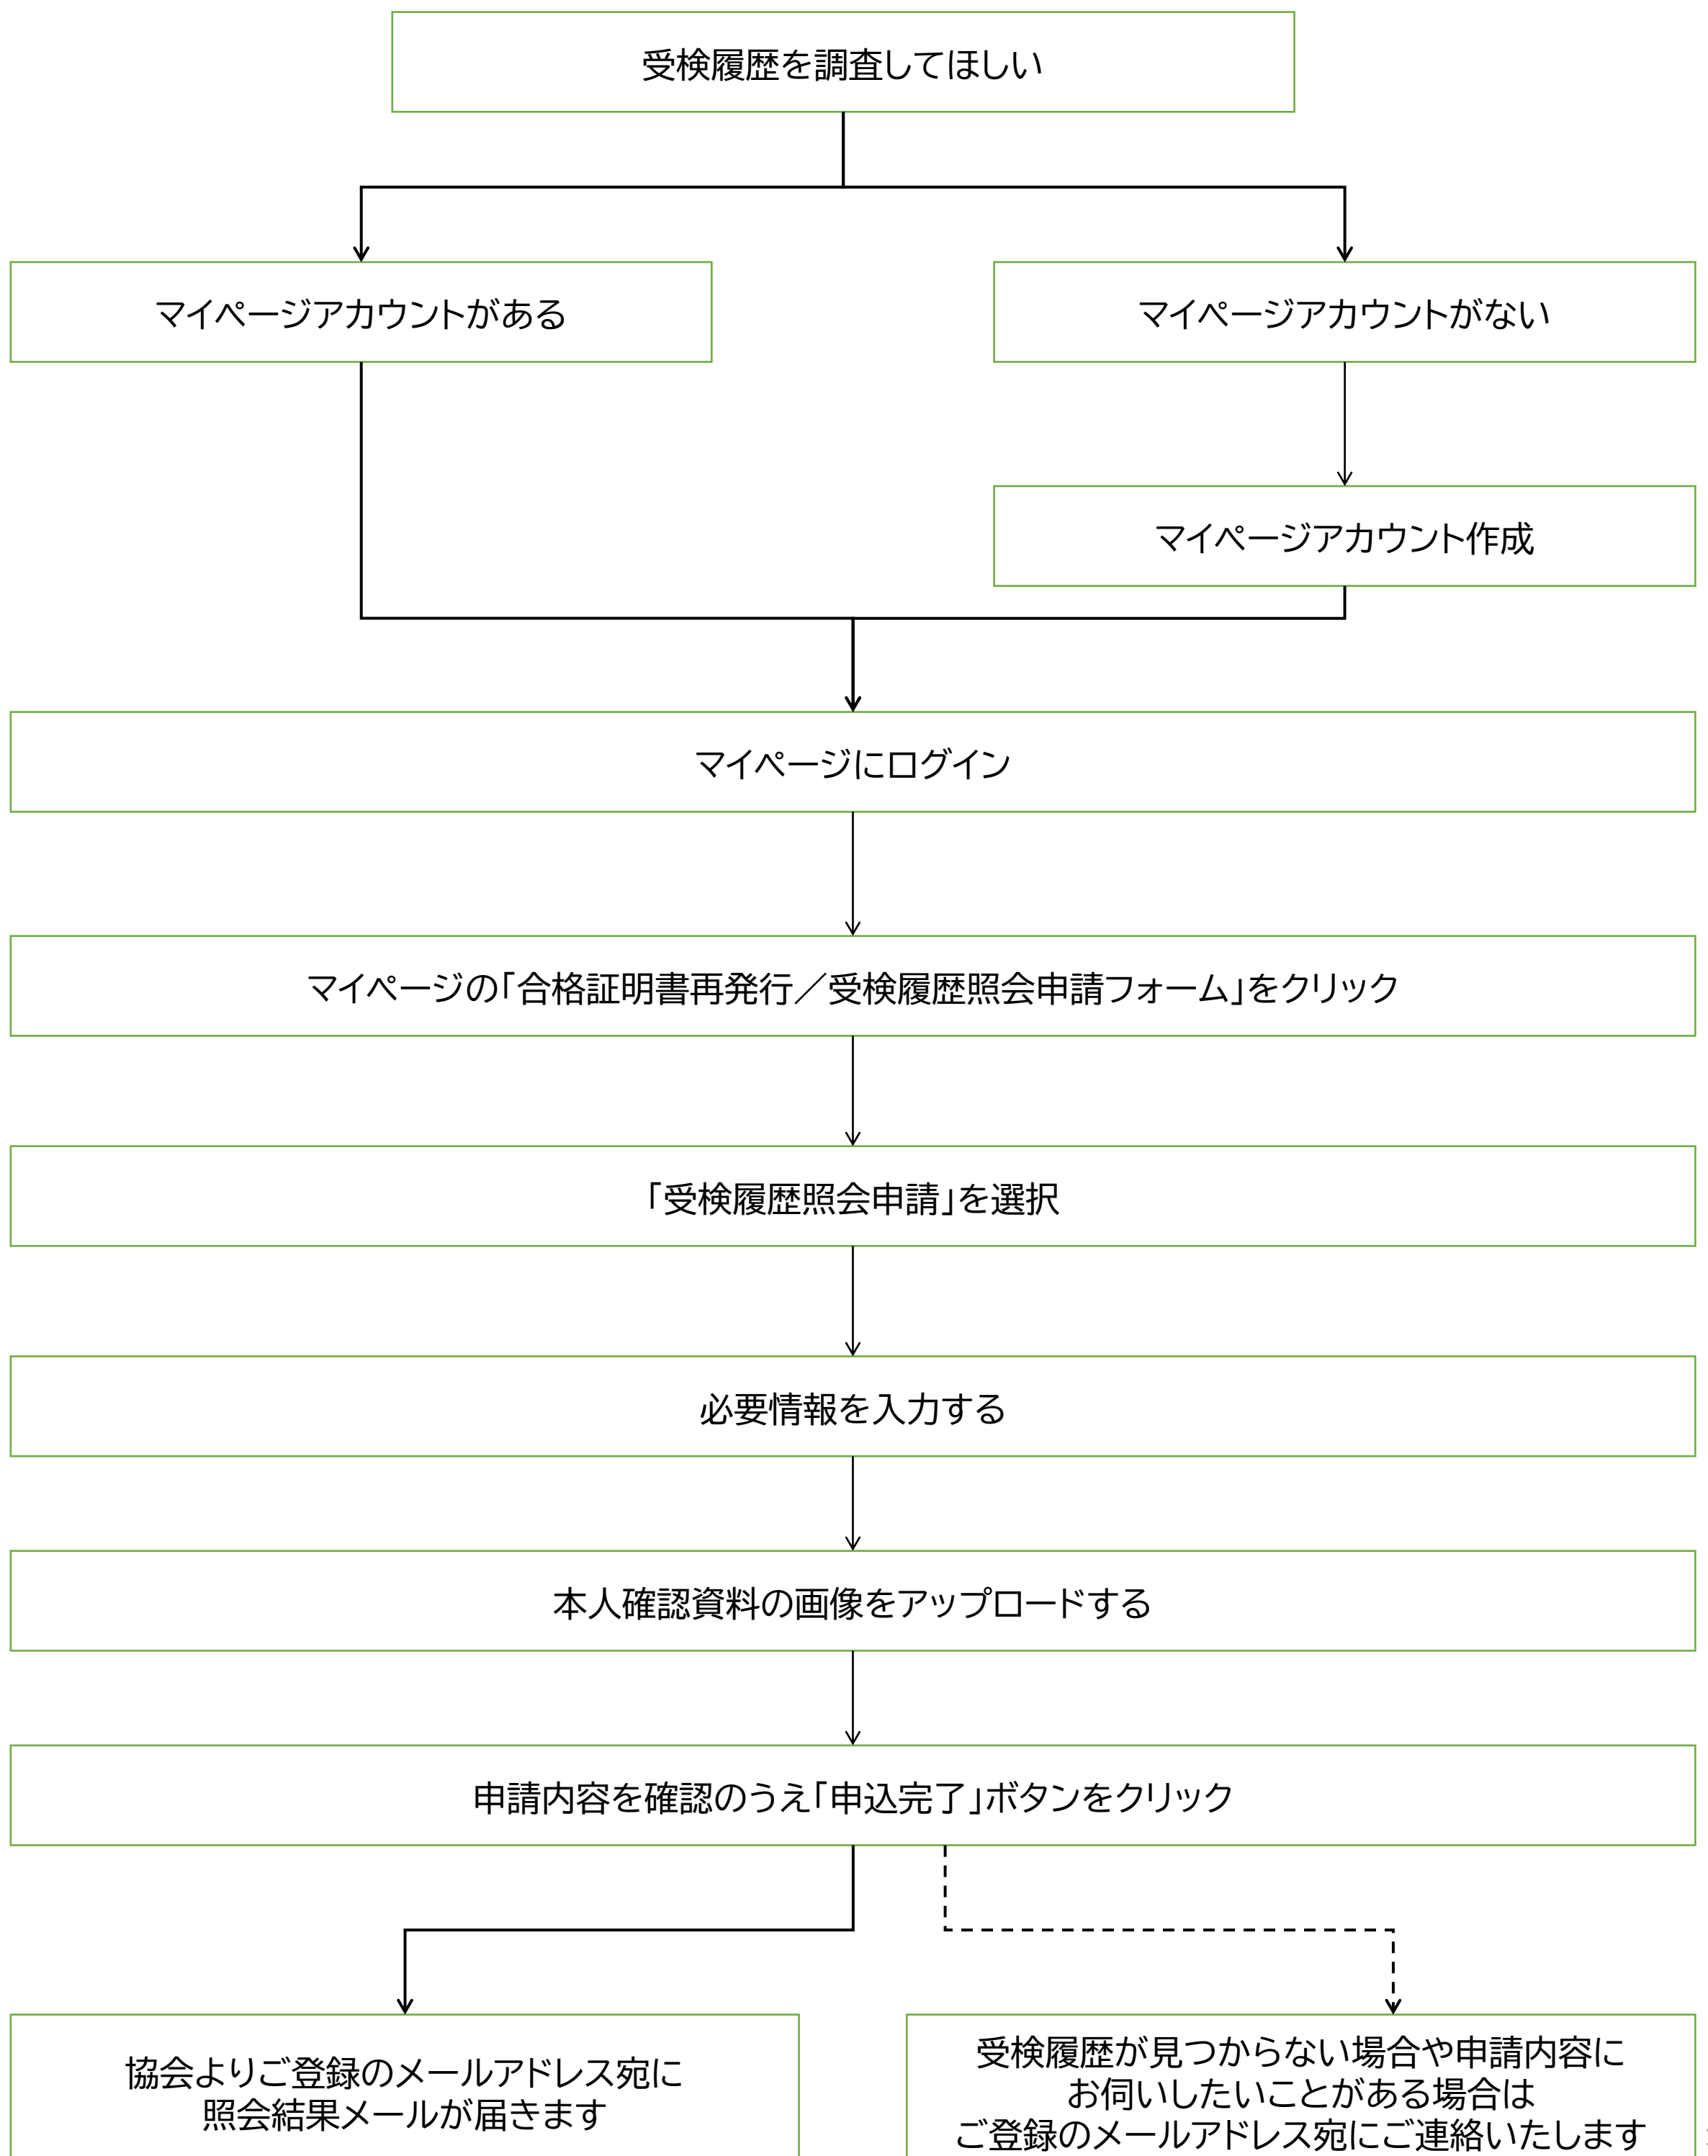 受検履歴を調査してほしい
マイページアカウントがある
マイページアカウントがない
マイページアカウント作成
マイページにログイン
マイページの「合格証明書再発行／受検履歴照会申請フォーム」をクリック
「受検履歴照会申請」を選択
必要情報を入力する
本人確認資料の画像をアップロードする
申請内容を確認のうえ「申込完了」ボタンをクリック
協会よりご登録のメールアドレス宛に
照会結果メールが届きます
受検履歴が見つからない場合や申請内容に
お伺いしたいことがある場合は
ご登録のメールアドレス宛にご連絡いたします